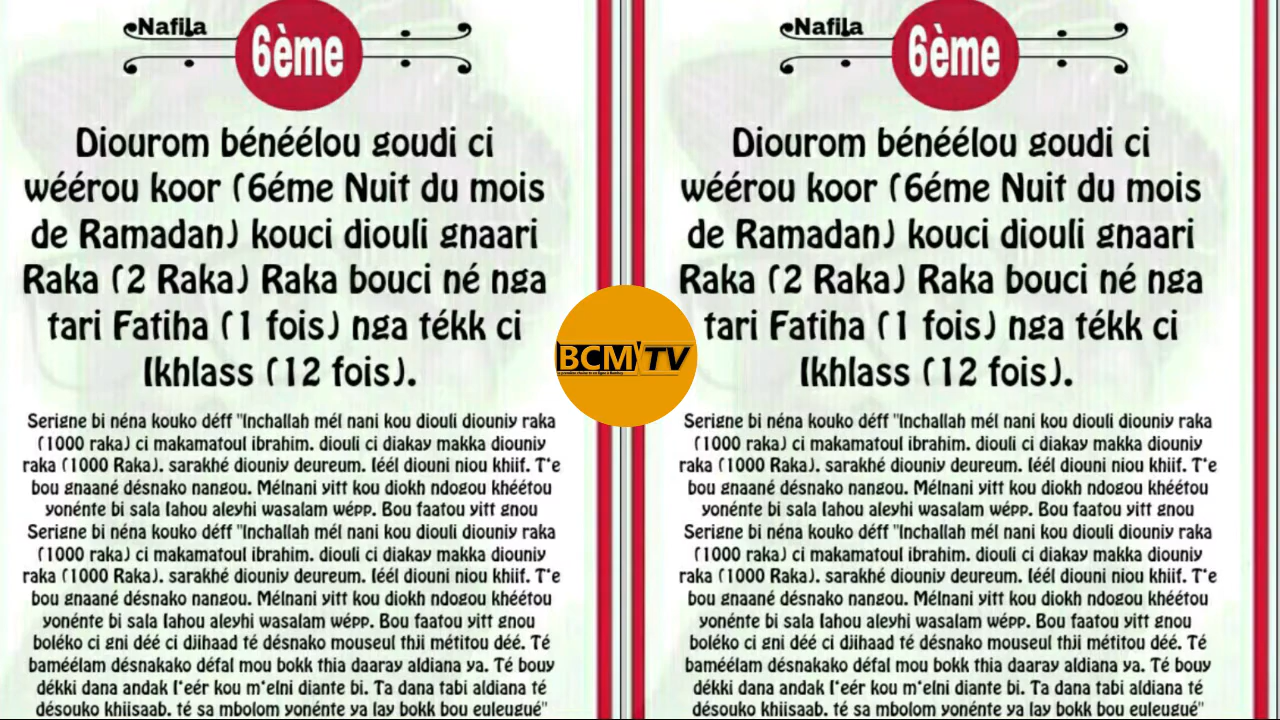 Nafila
6ème
Diourom bénéélou goudi ci
wéérou koor (6éme Nuit du mois
de Ramadan) kouci diouli gnaari
Raka (2 Raka) Raka bouci né nga
tari Fatiha (1 fois) nga tékk ci
Ikhlass (12 fois).
Serigne bi néna kouko déff "Inchallah mél nani kou diouli diouniy raka
(1000 raka) ci makamatoul ibrahim. diouli ci diakay makka diouniy
raka (1000 Raka). sarakhé diouniy deureum. léél diouni niou khiif. T'e
bou gnaané désnako nangou. Mélnani yitt kou diokh ndogou khéétou
yonénte bi sala lahou aleyhi wasalam wépp. Bou faatou yitt gnou
Serigne bi néna kouko déff "Inchallah mél nani kou diouli diouniy raka
(1000 raka) ci makamatoul ibrahim. diouli ci diakay makka diouniy
raka (1000 Raka). sarakhé diouniy deureum. léél diouni niou khiif. T'e
bou gnaané désnako nangou. Mélnani yitt kou diokh ndogou khéétou
yonénte bi sala lahou aleyhi wasalam wépp. Bou faatou yitt gnou
boléko ci gni déé ci djihaad té désnako mouseul thji métitou déé. Té
baméélam désnakako défal mou bokk thia daaray aldiana ya. Té bouy
dékki dana andak l'eér kou m'elni diante bi. Ta dana tabi aldiana té
désouko khiisaab. té sa mbolom yonénte ya lay bokk bou euleugué"
BCM'TV
Nafila
6ème
Diourom bénéélou goudi ci
wéérou koor (6éme Nuit du mois
de Ramadan) kouci diouli gnaari
Raka (2 Raka) Raka bouci né nga
tari Fatiha (1 fois) nga tékk ci
Ikhlass (12 fois).
Serigne bi néna kouko déff "Inchallah mél nani kou diouli diouniy raka
(1000 raka) ci makamatoul ibrahim. diouli ci diakay makka diouniy
raka (1000 Raka). sarakhé diouniy deureum. léél diouni niou khiif. T'e
bou gnaané désnako nangou. Mélnani yitt kou diokh ndogou khéétou
yonénte bi sala lahou aleyhi wasalam wépp. Bou faatou yitt gnou
Serigne bi néna kouko déff "Inchallah mél nani kou diouli diouniy raka
(1000 raka) ci makamatoul ibrahim. diouli ci diakay makka diouniy
raka (1000 Raka). sarakhé diouniy deureum. léél diouni niou khiif. T'e
bou gnaané désnako nangou. Mélnani yitt kou diokh ndogou khéétou
yonénte bi sala lahou aleyhi wasalam wépp. Bou faatou yitt gnou
boléko ci gni déé ci djihaad té désnako mouseul thji métitou déé. Té
baméélam désnakako défal mou bokk thia daaray aldiana ya. Té bouy
dékki dana andak l'eér kou m'elni diante bi. Ta dana tabi aldiana té
désouko khiisaab. té sa mbolom yonénte ya lay bokk bou euleugué"